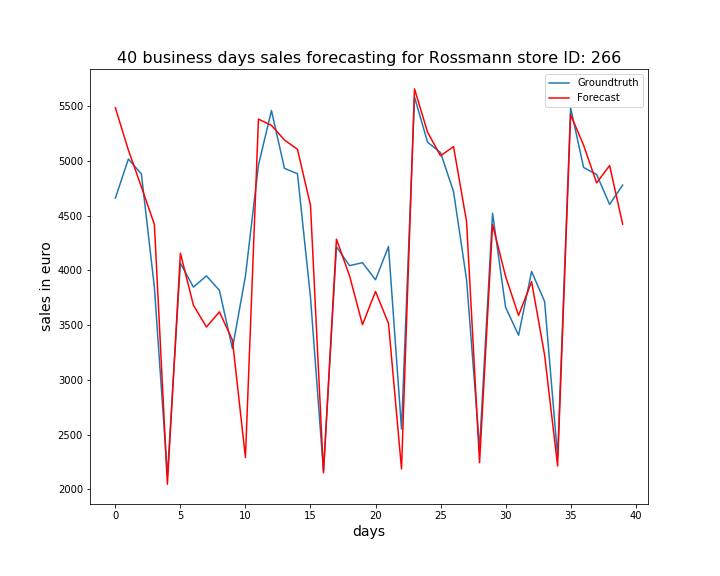 40 business days sales forecasting for Rossmann store ID: 266
Groundtruth
Forecast
sales in euro
5500
5000
4500
4000
3500
3000
2500
2000
0 5 10 15 20 25 30 35 40
days